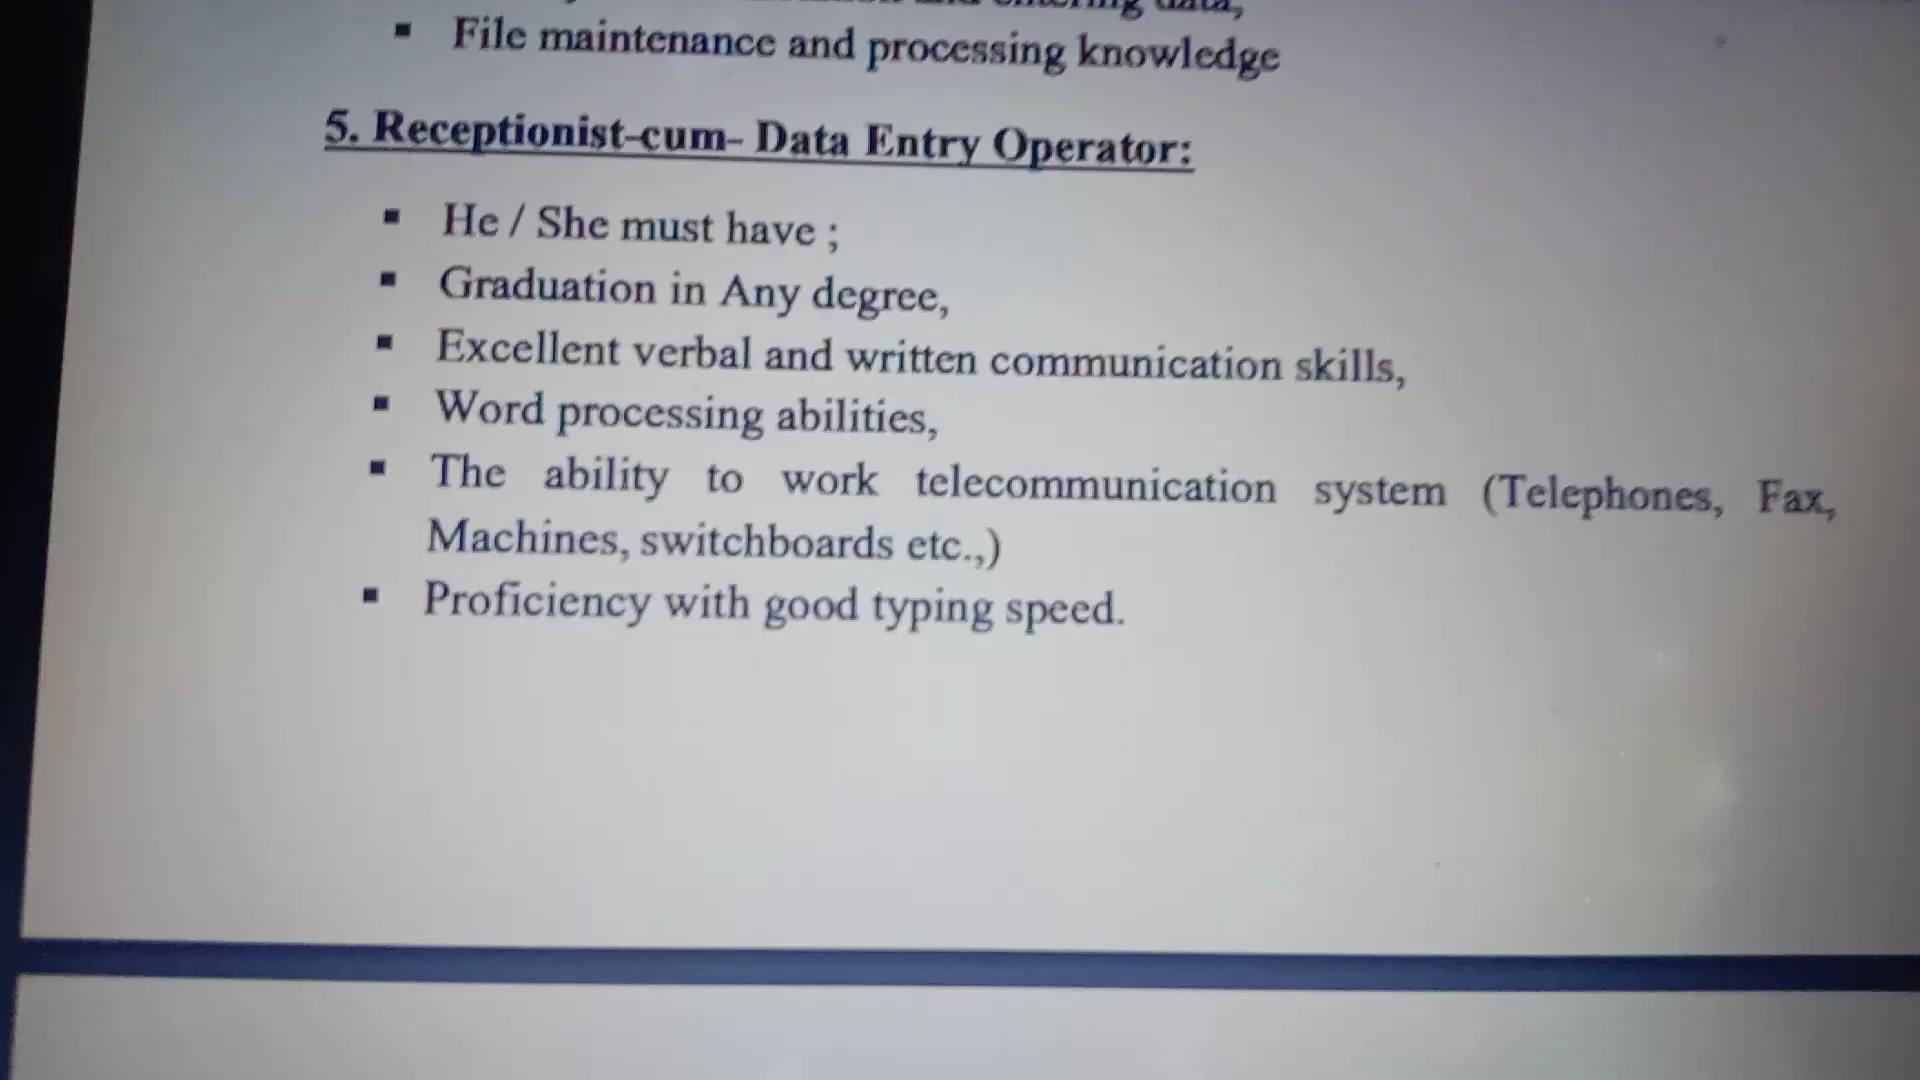 data,
▪ File maintenance and processing knowledge
5. Receptionist-cum- Data Entry Operator:
▪ He / She must have ;
▪ Graduation in Any degree,
▪ Excellent verbal and written communication skills,
▪ Word processing abilities,
▪ The ability to work telecommunication system (Telephones, Fax,
Machines, switchboards etc.,)
▪ Proficiency with good typing speed.